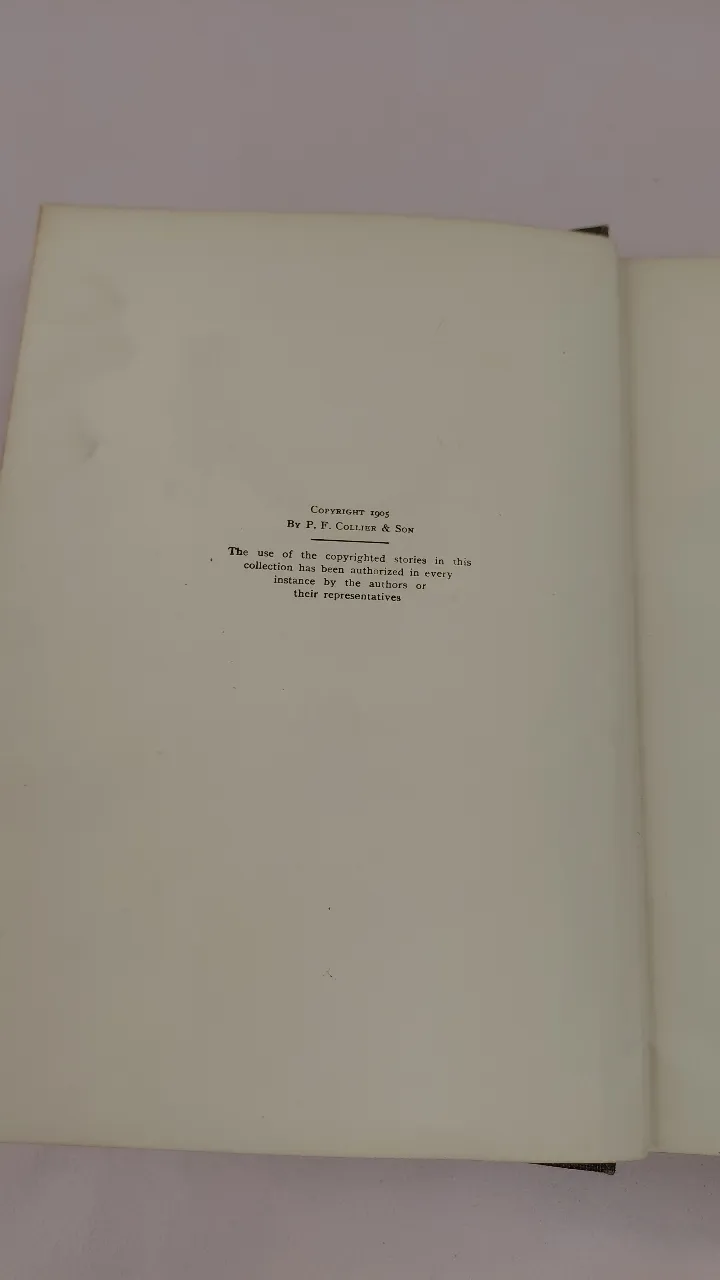 Copyright 1905
By P. F. Collier & Son
The use of the copyrighted stories in this
collection has been authorized in every
instance by the authors or
their representatives